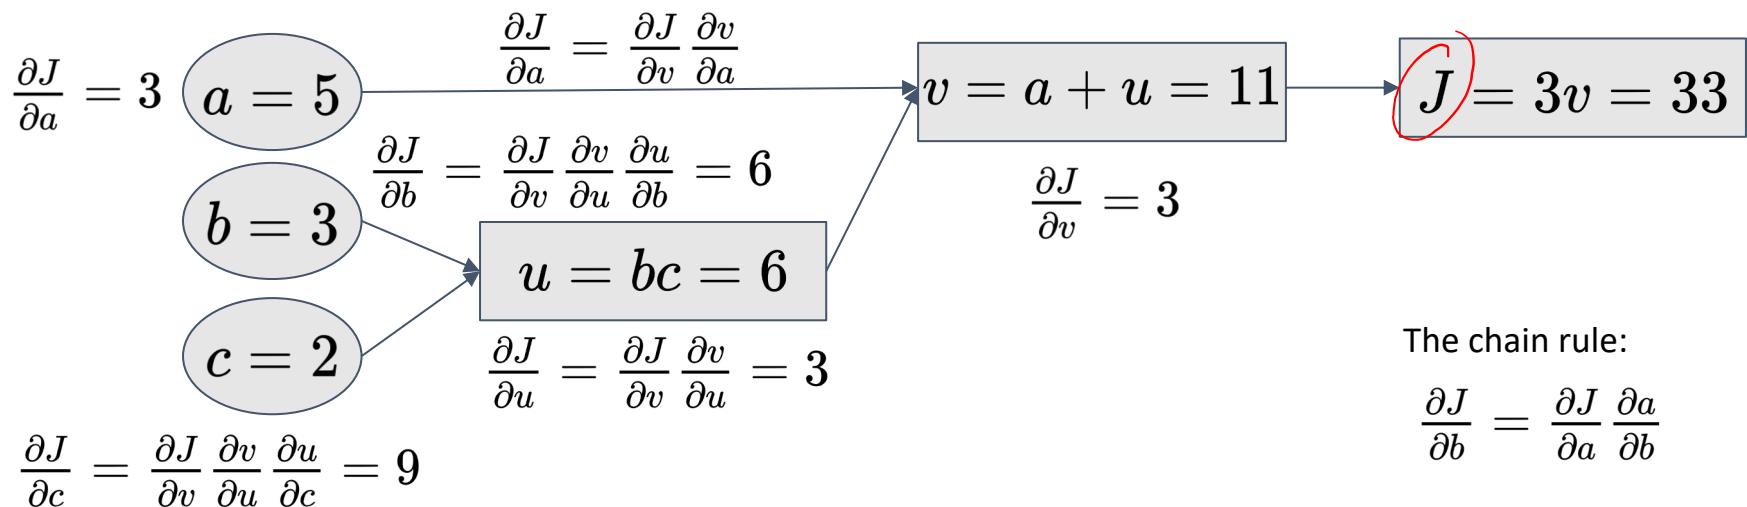 ∂J/∂a = ∂J/∂v ∂v/∂a
∂J/∂a = 3
a = 5
v = a + u = 11
J = 3v = 33
∂J/∂b = ∂J/∂v ∂v/∂u ∂u/∂b = 6
b = 3
∂J/∂v = 3
u = bc = 6
c = 2
∂J/∂u = ∂J/∂v ∂v/∂u = 3
The chain rule:
∂J/∂b = ∂J/∂a ∂a/∂b
∂J/∂c = ∂J/∂v ∂v/∂u ∂u/∂c = 9